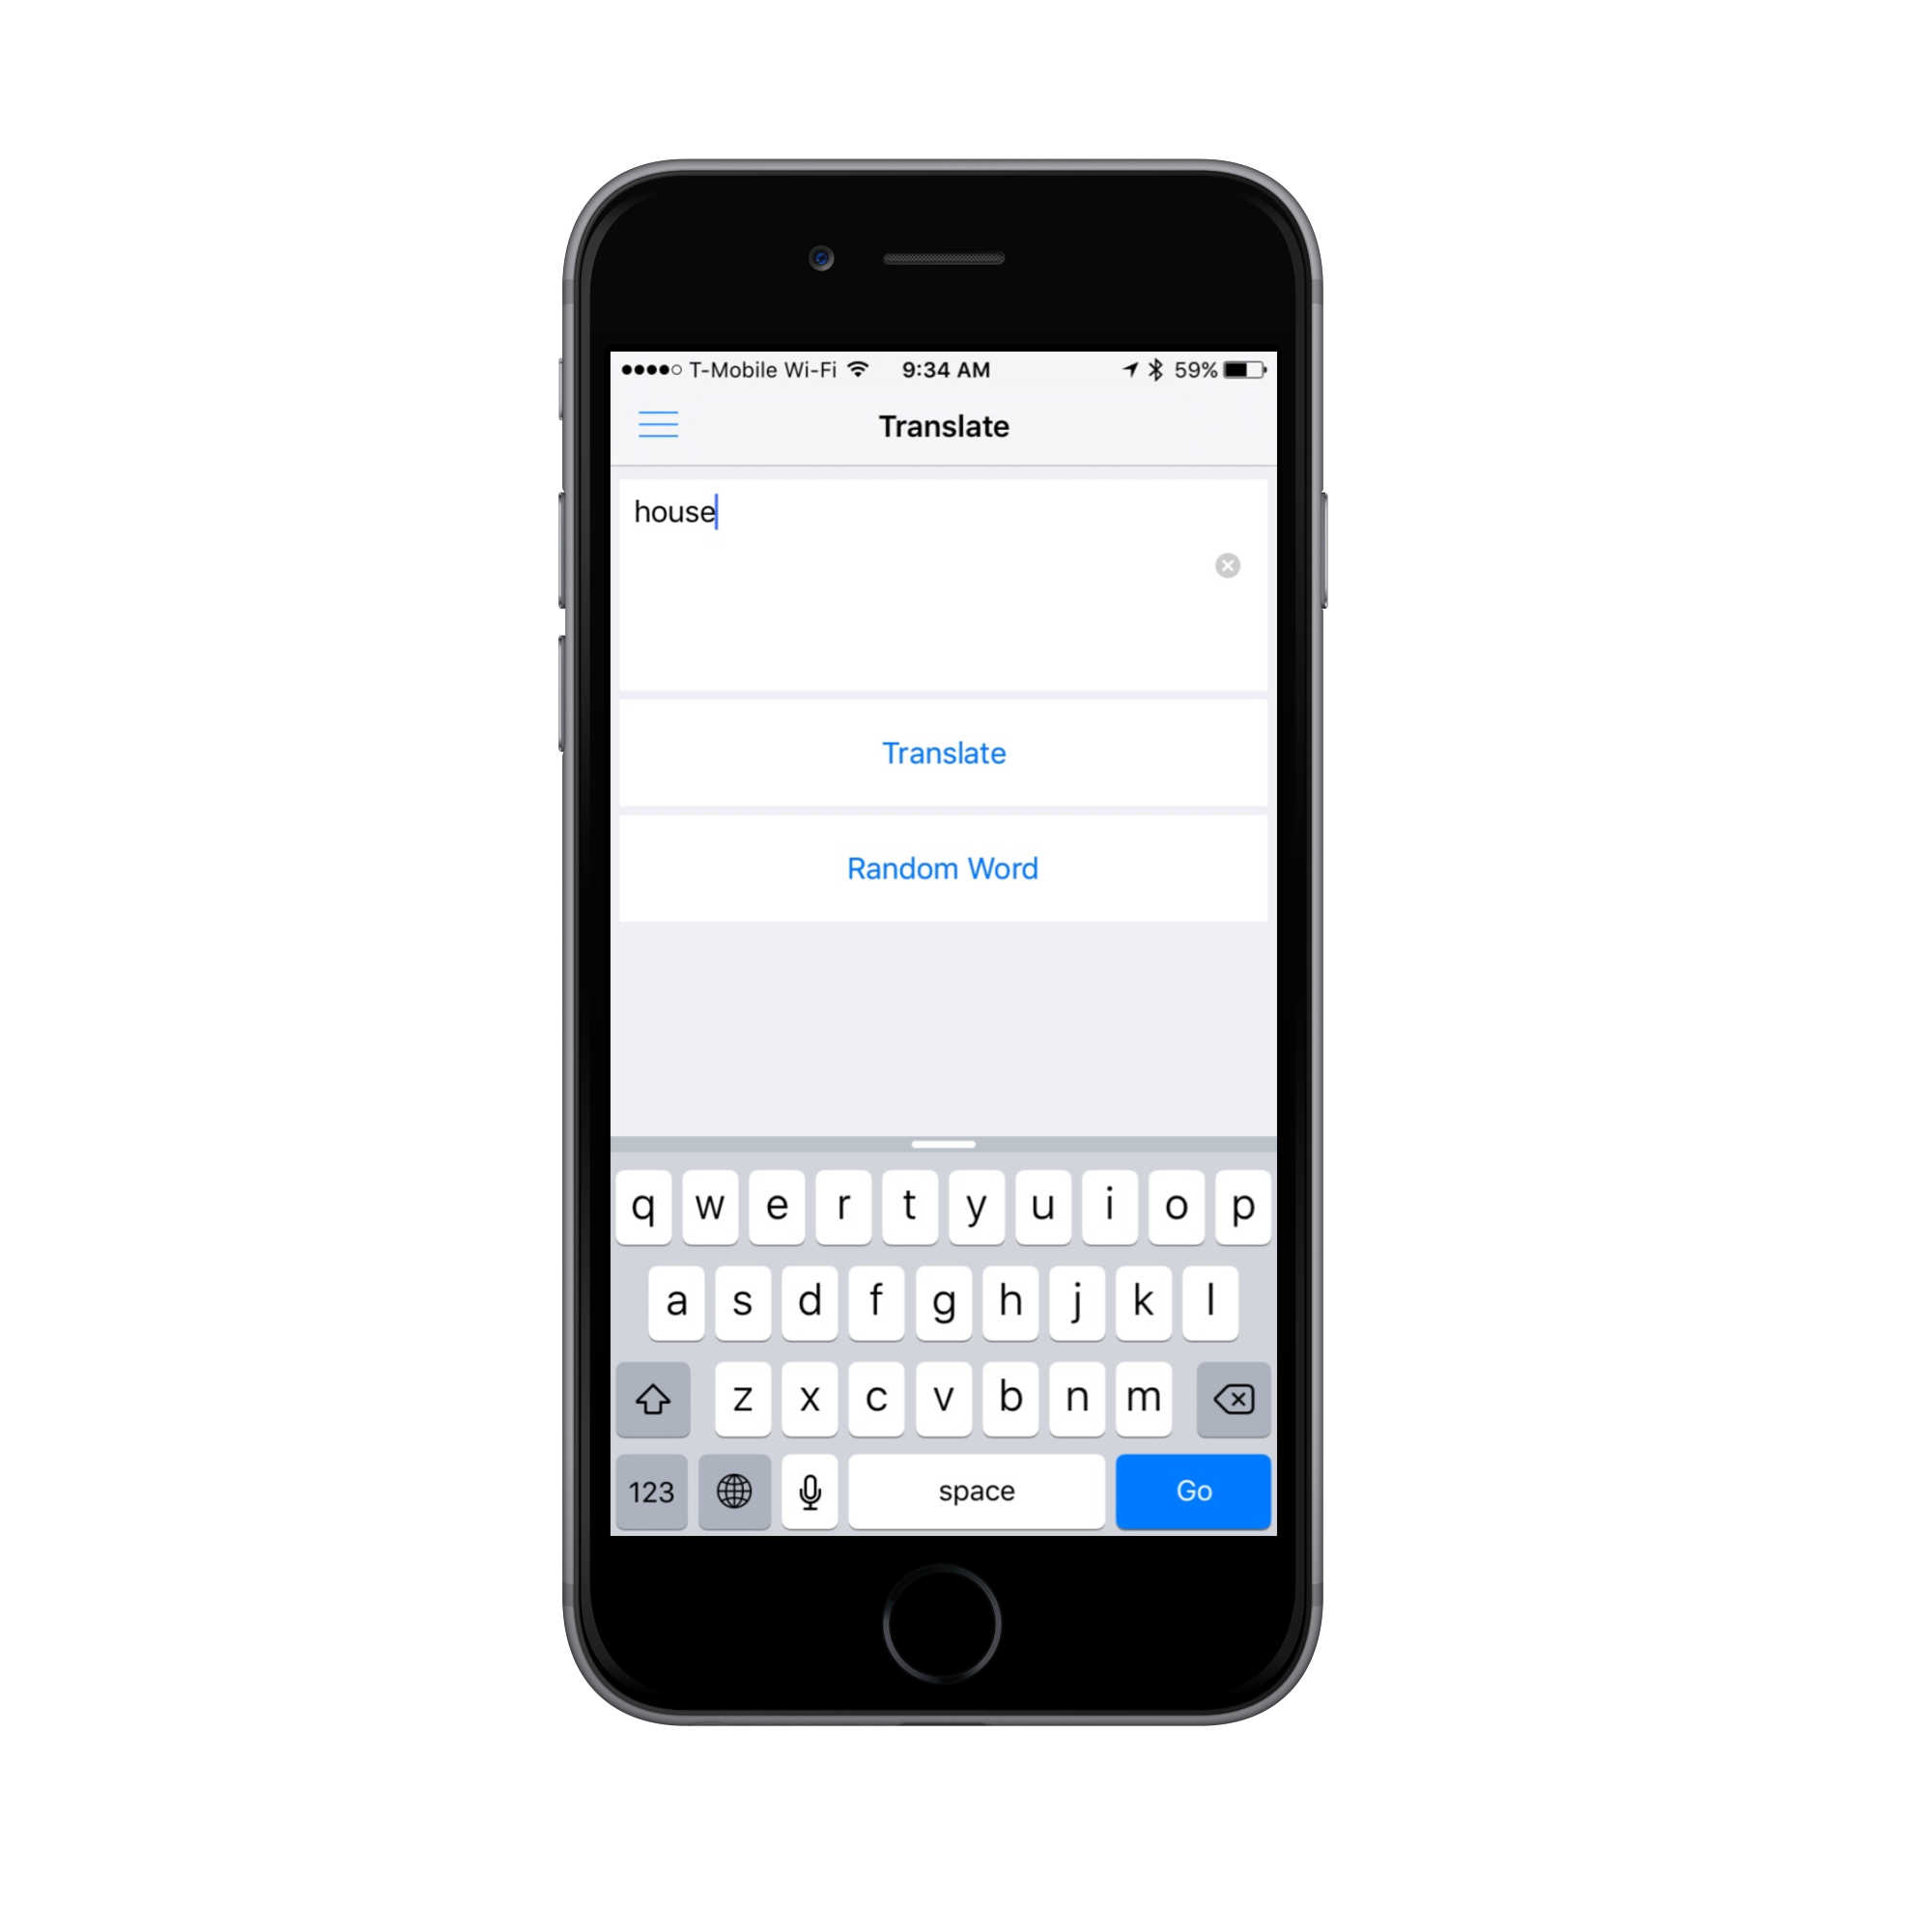 T-Mobile Wi-Fi 9:34 AM 59%
Translate
house
Translate
Random Word
q w e r t y u i o p
a s d f g h j k l
z x c v b n m
123 space Go